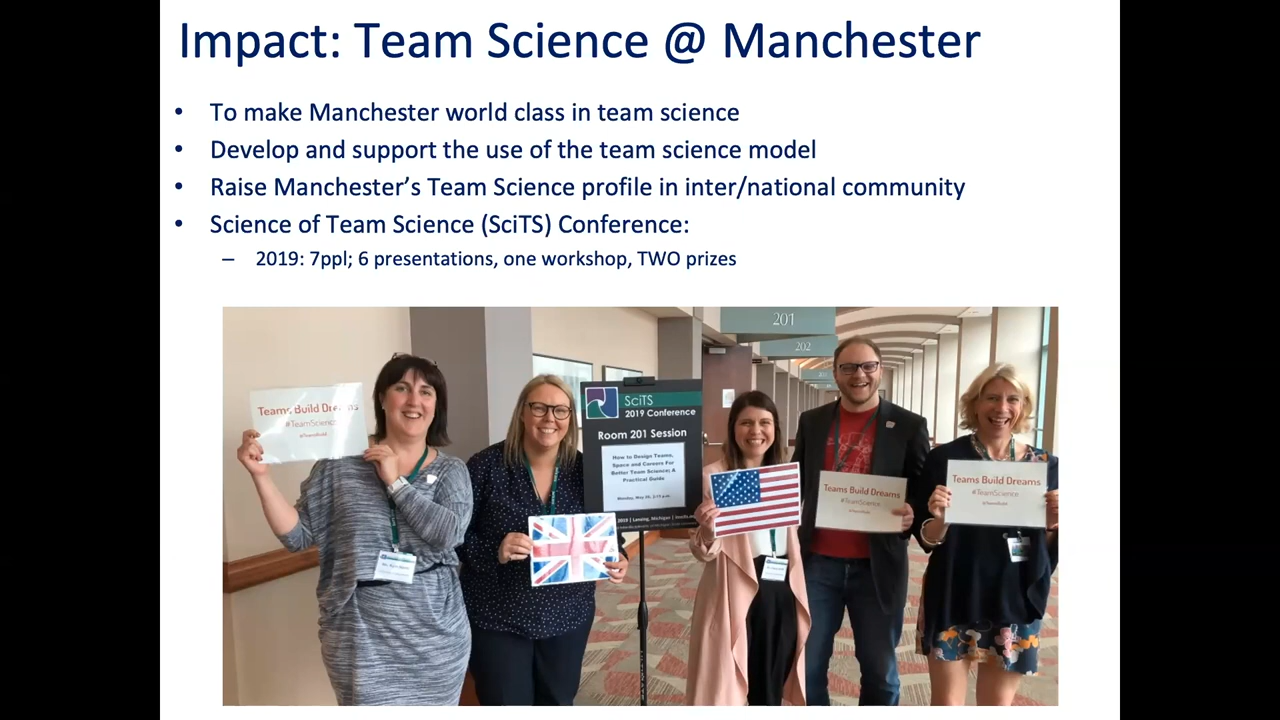 Impact: Team Science @ Manchester
• To make Manchester world class in team science
• Develop and support the use of the team science model
• Raise Manchester’s Team Science profile in inter/national community
• Science of Team Science (SciTS) Conference:
– 2019: 7ppl; 6 presentations, one workshop, TWO prizes
201
202
Teams Build Dreams
#TeamScience
SciTS
2019 Conference
Room 201 Session
How to Design Teams,
Space and Careers For
Better Team Science; A
Practical Guide
Teams Build Dreams
#TeamScience
Teams Build Dreams
#TeamScience